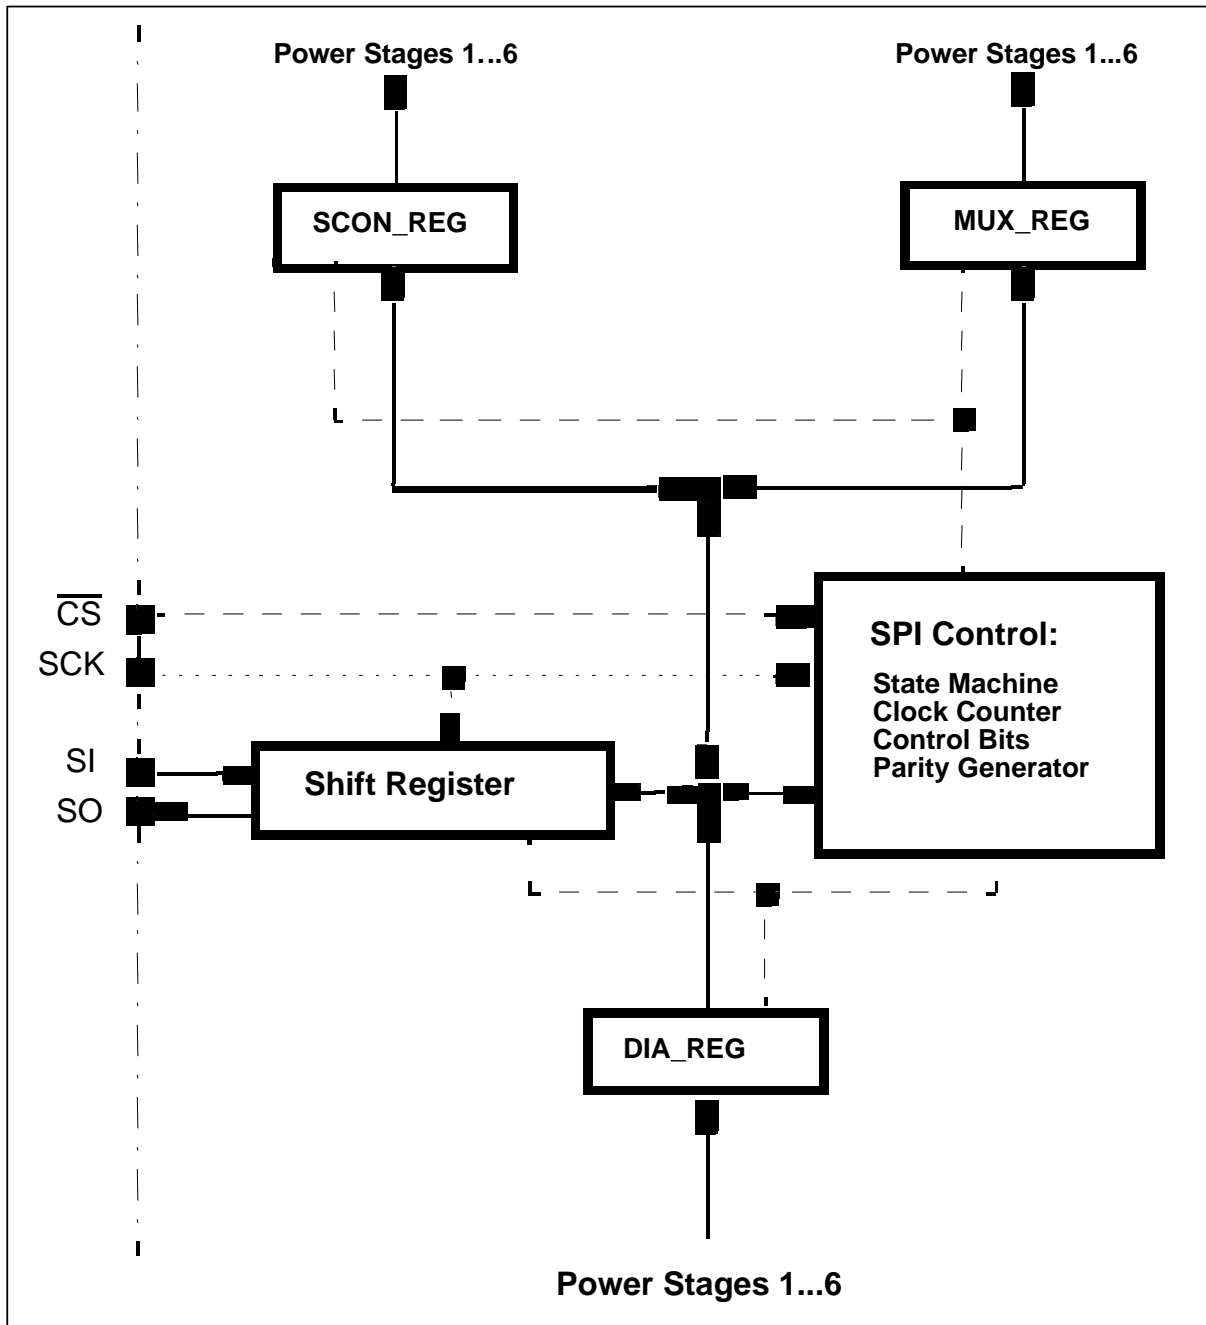 Power Stages 1...6
Power Stages 1...6
SCON_REG
MUX_REG
CS
SCK
SI
SO
SPI Control:
State Machine
Clock Counter
Control Bits
Parity Generator
Shift Register
DIA_REG
Power Stages 1...6